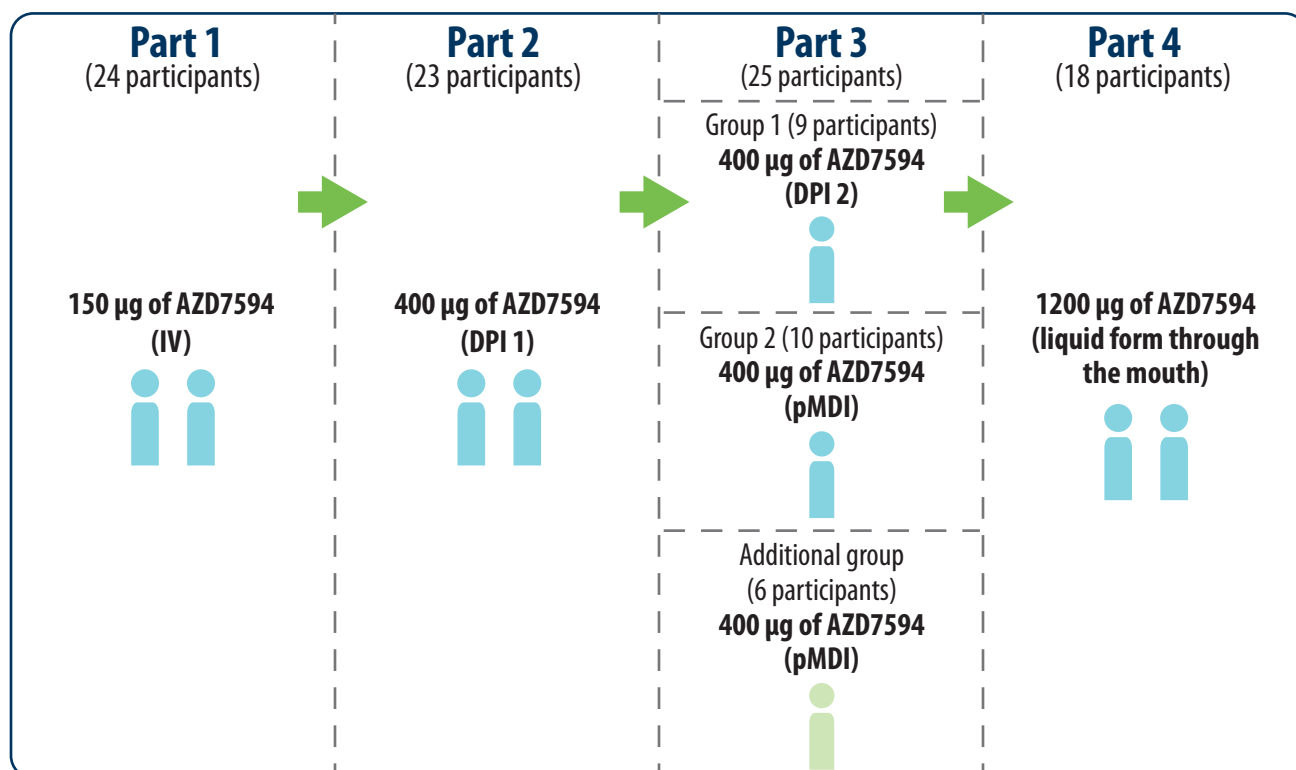 Part 1
(24 participants)
150 µg of AZD7594
(IV)
Part 2
(23 participants)
400 µg of AZD7594
(DPI 1)
Part 3
(25 participants)
Group 1 (9 participants)
400 µg of AZD7594
(DPI 2)
Group 2 (10 participants)
400 µg of AZD7594
(pMDI)
Additional group
(6 participants)
400 µg of AZD7594
(pMDI)
Part 4
(18 participants)
1200 µg of AZD7594
(liquid form through
the mouth)